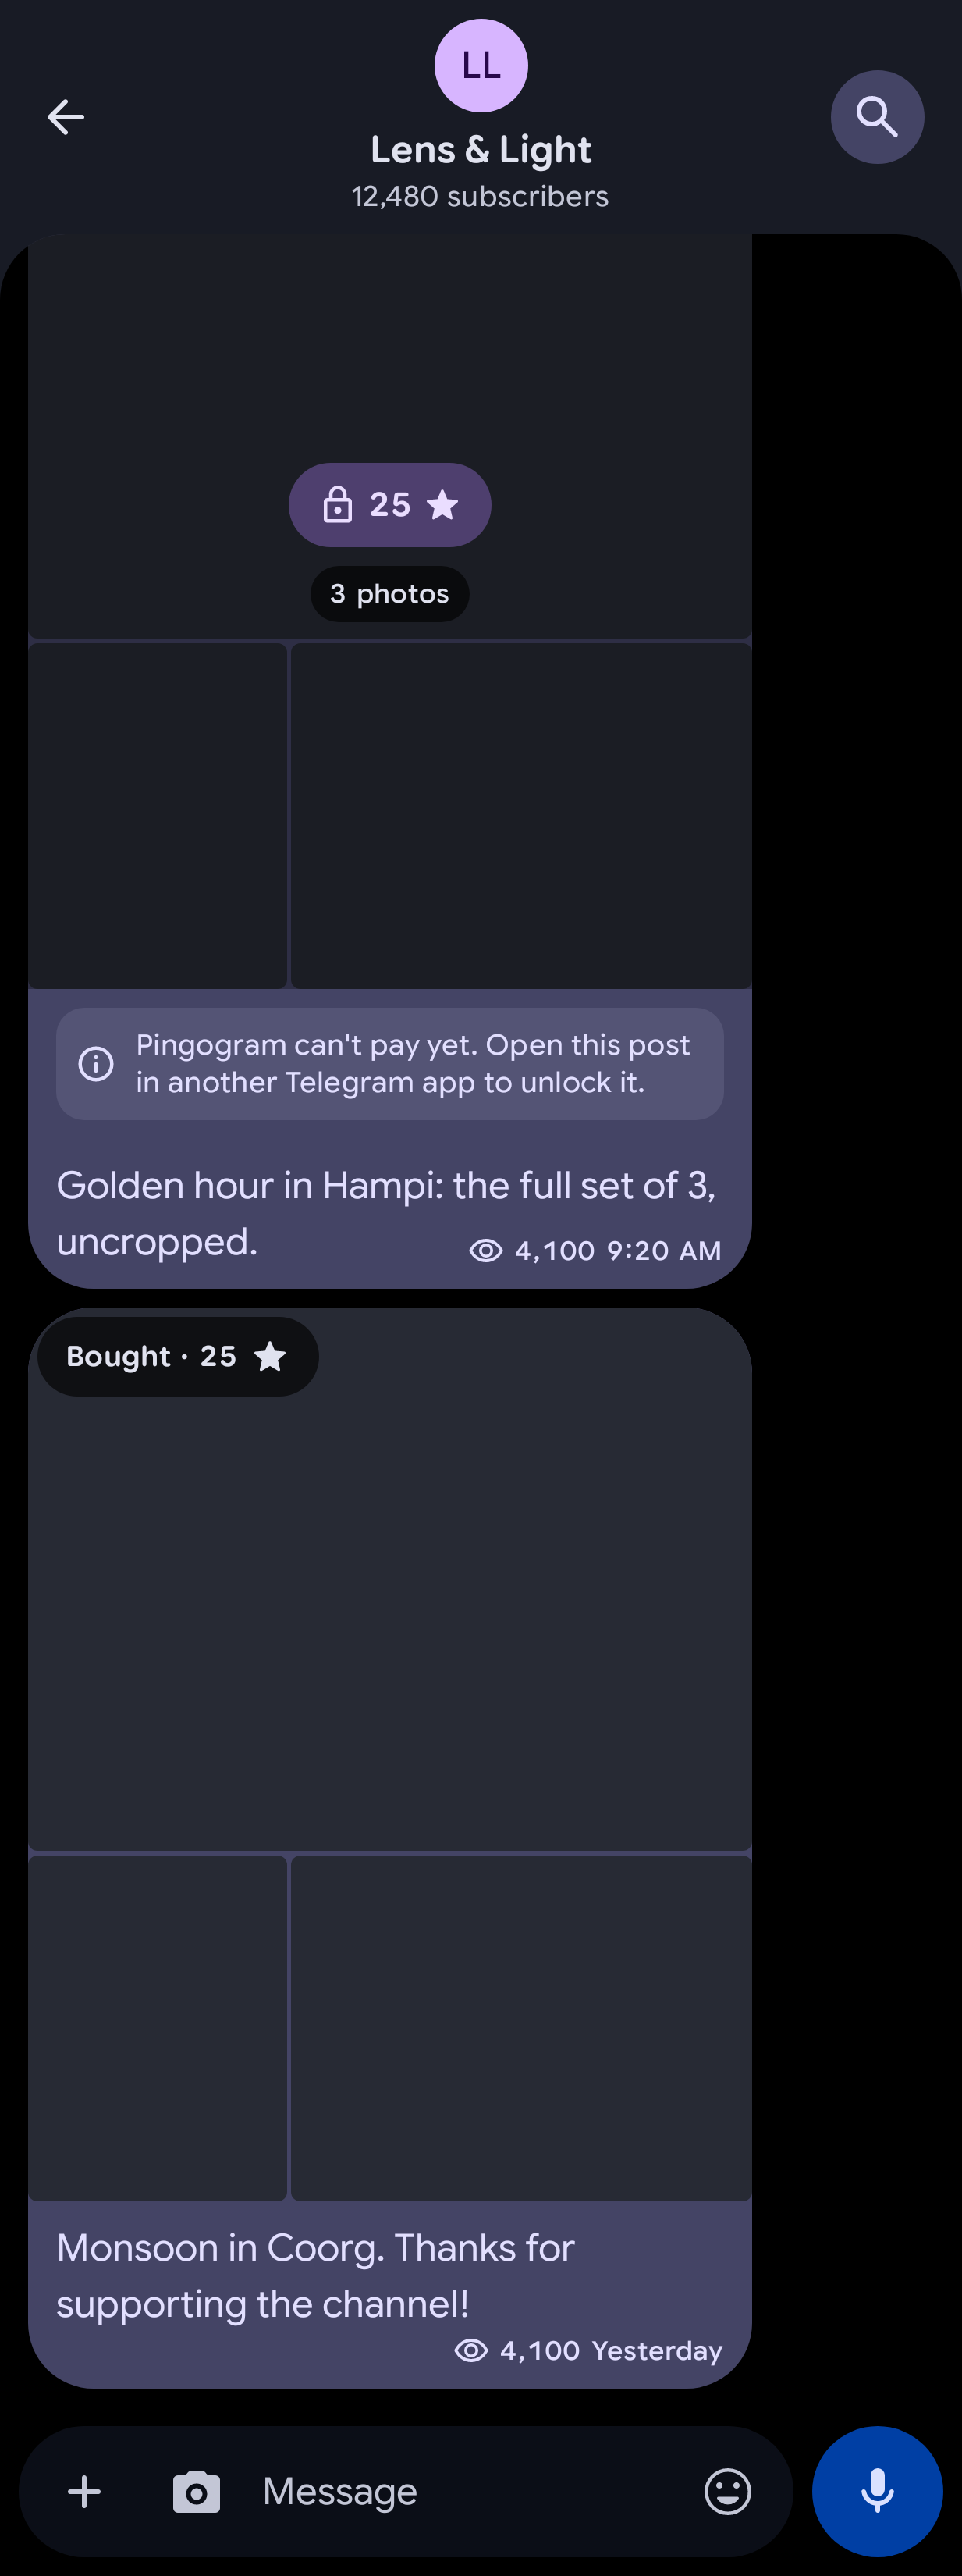 LL
Lens & Light
12,480 subscribers
25
3 photos
Pingogram can't pay yet. Open this post
in another Telegram app to unlock it.
Golden hour in Hampi: the full set of 3,
uncropped.
4,100 9:20 AM
Bought · 25
Monsoon in Coorg. Thanks for
supporting the channel!
4,100 Yesterday
Message